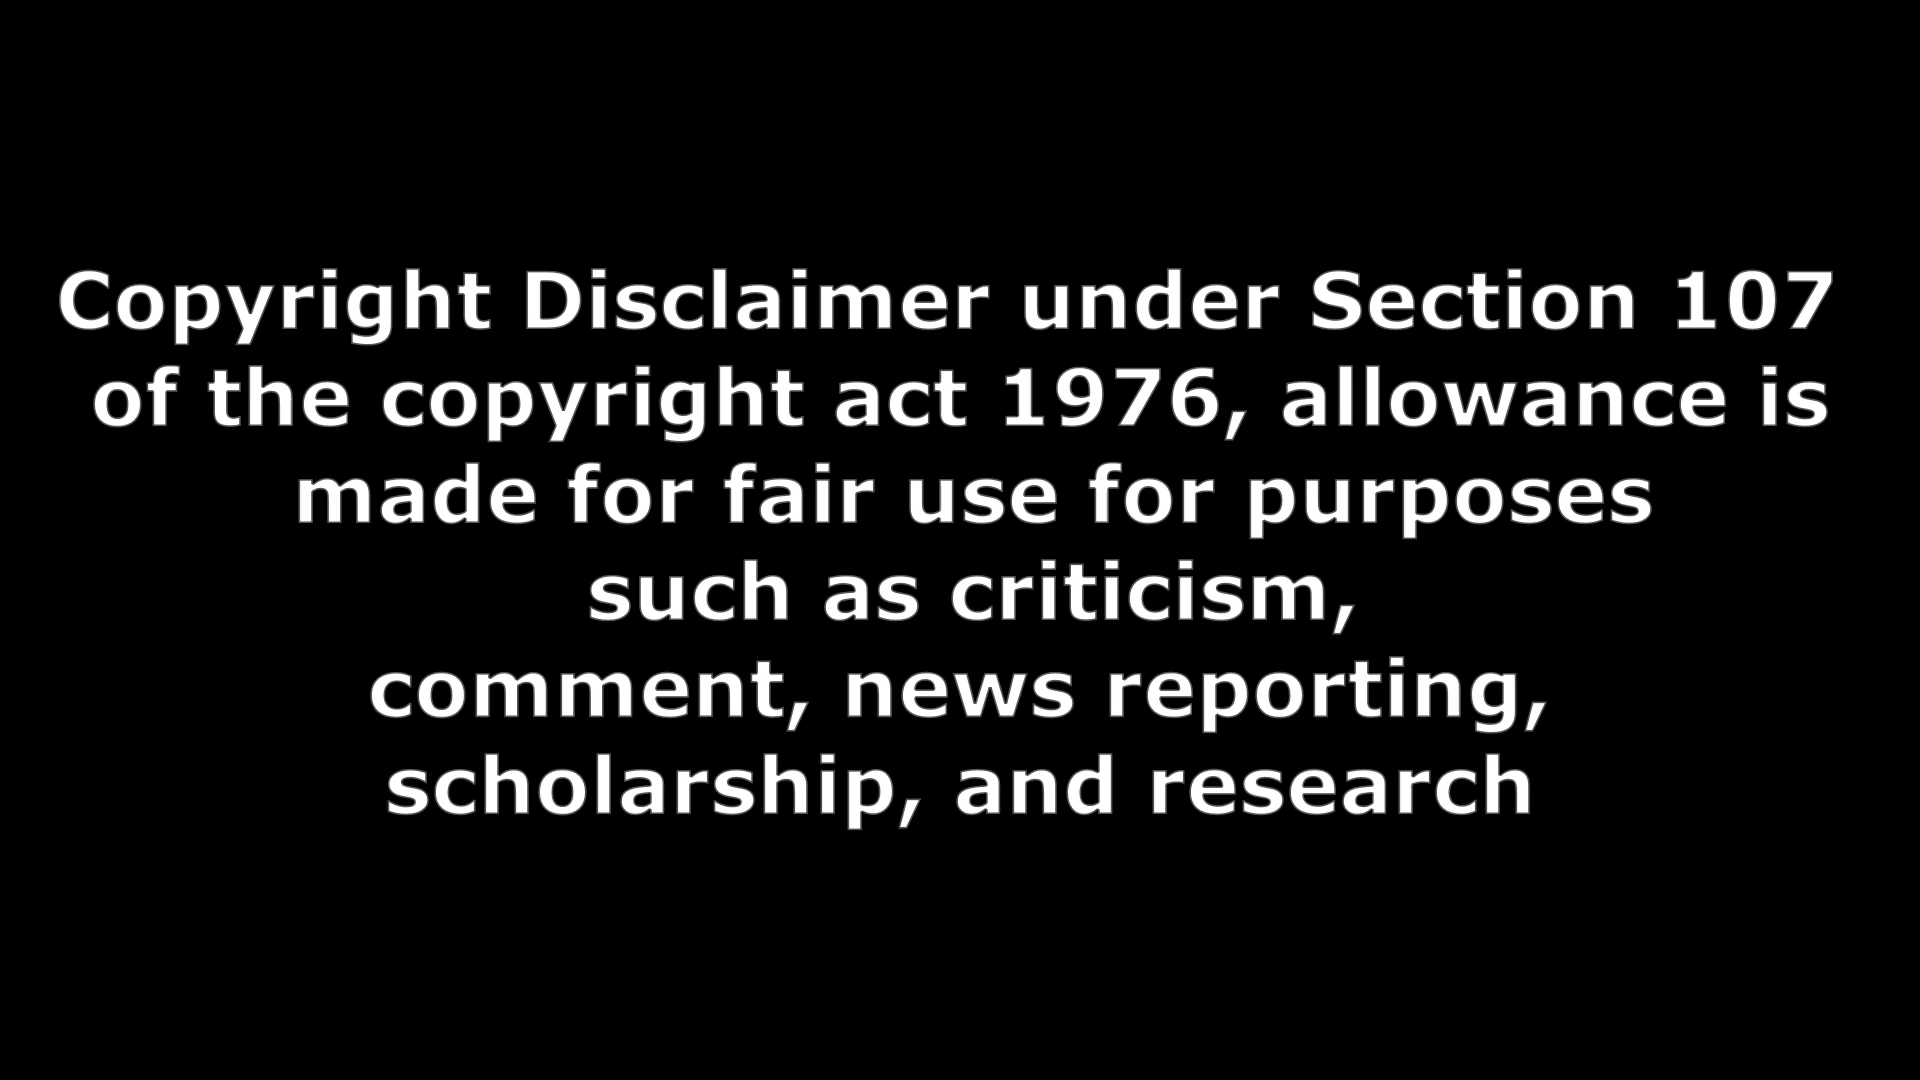 Copyright Disclaimer under Section 107
of the copyright act 1976, allowance is
made for fair use for purposes
such as criticism,
comment, news reporting,
scholarship, and research